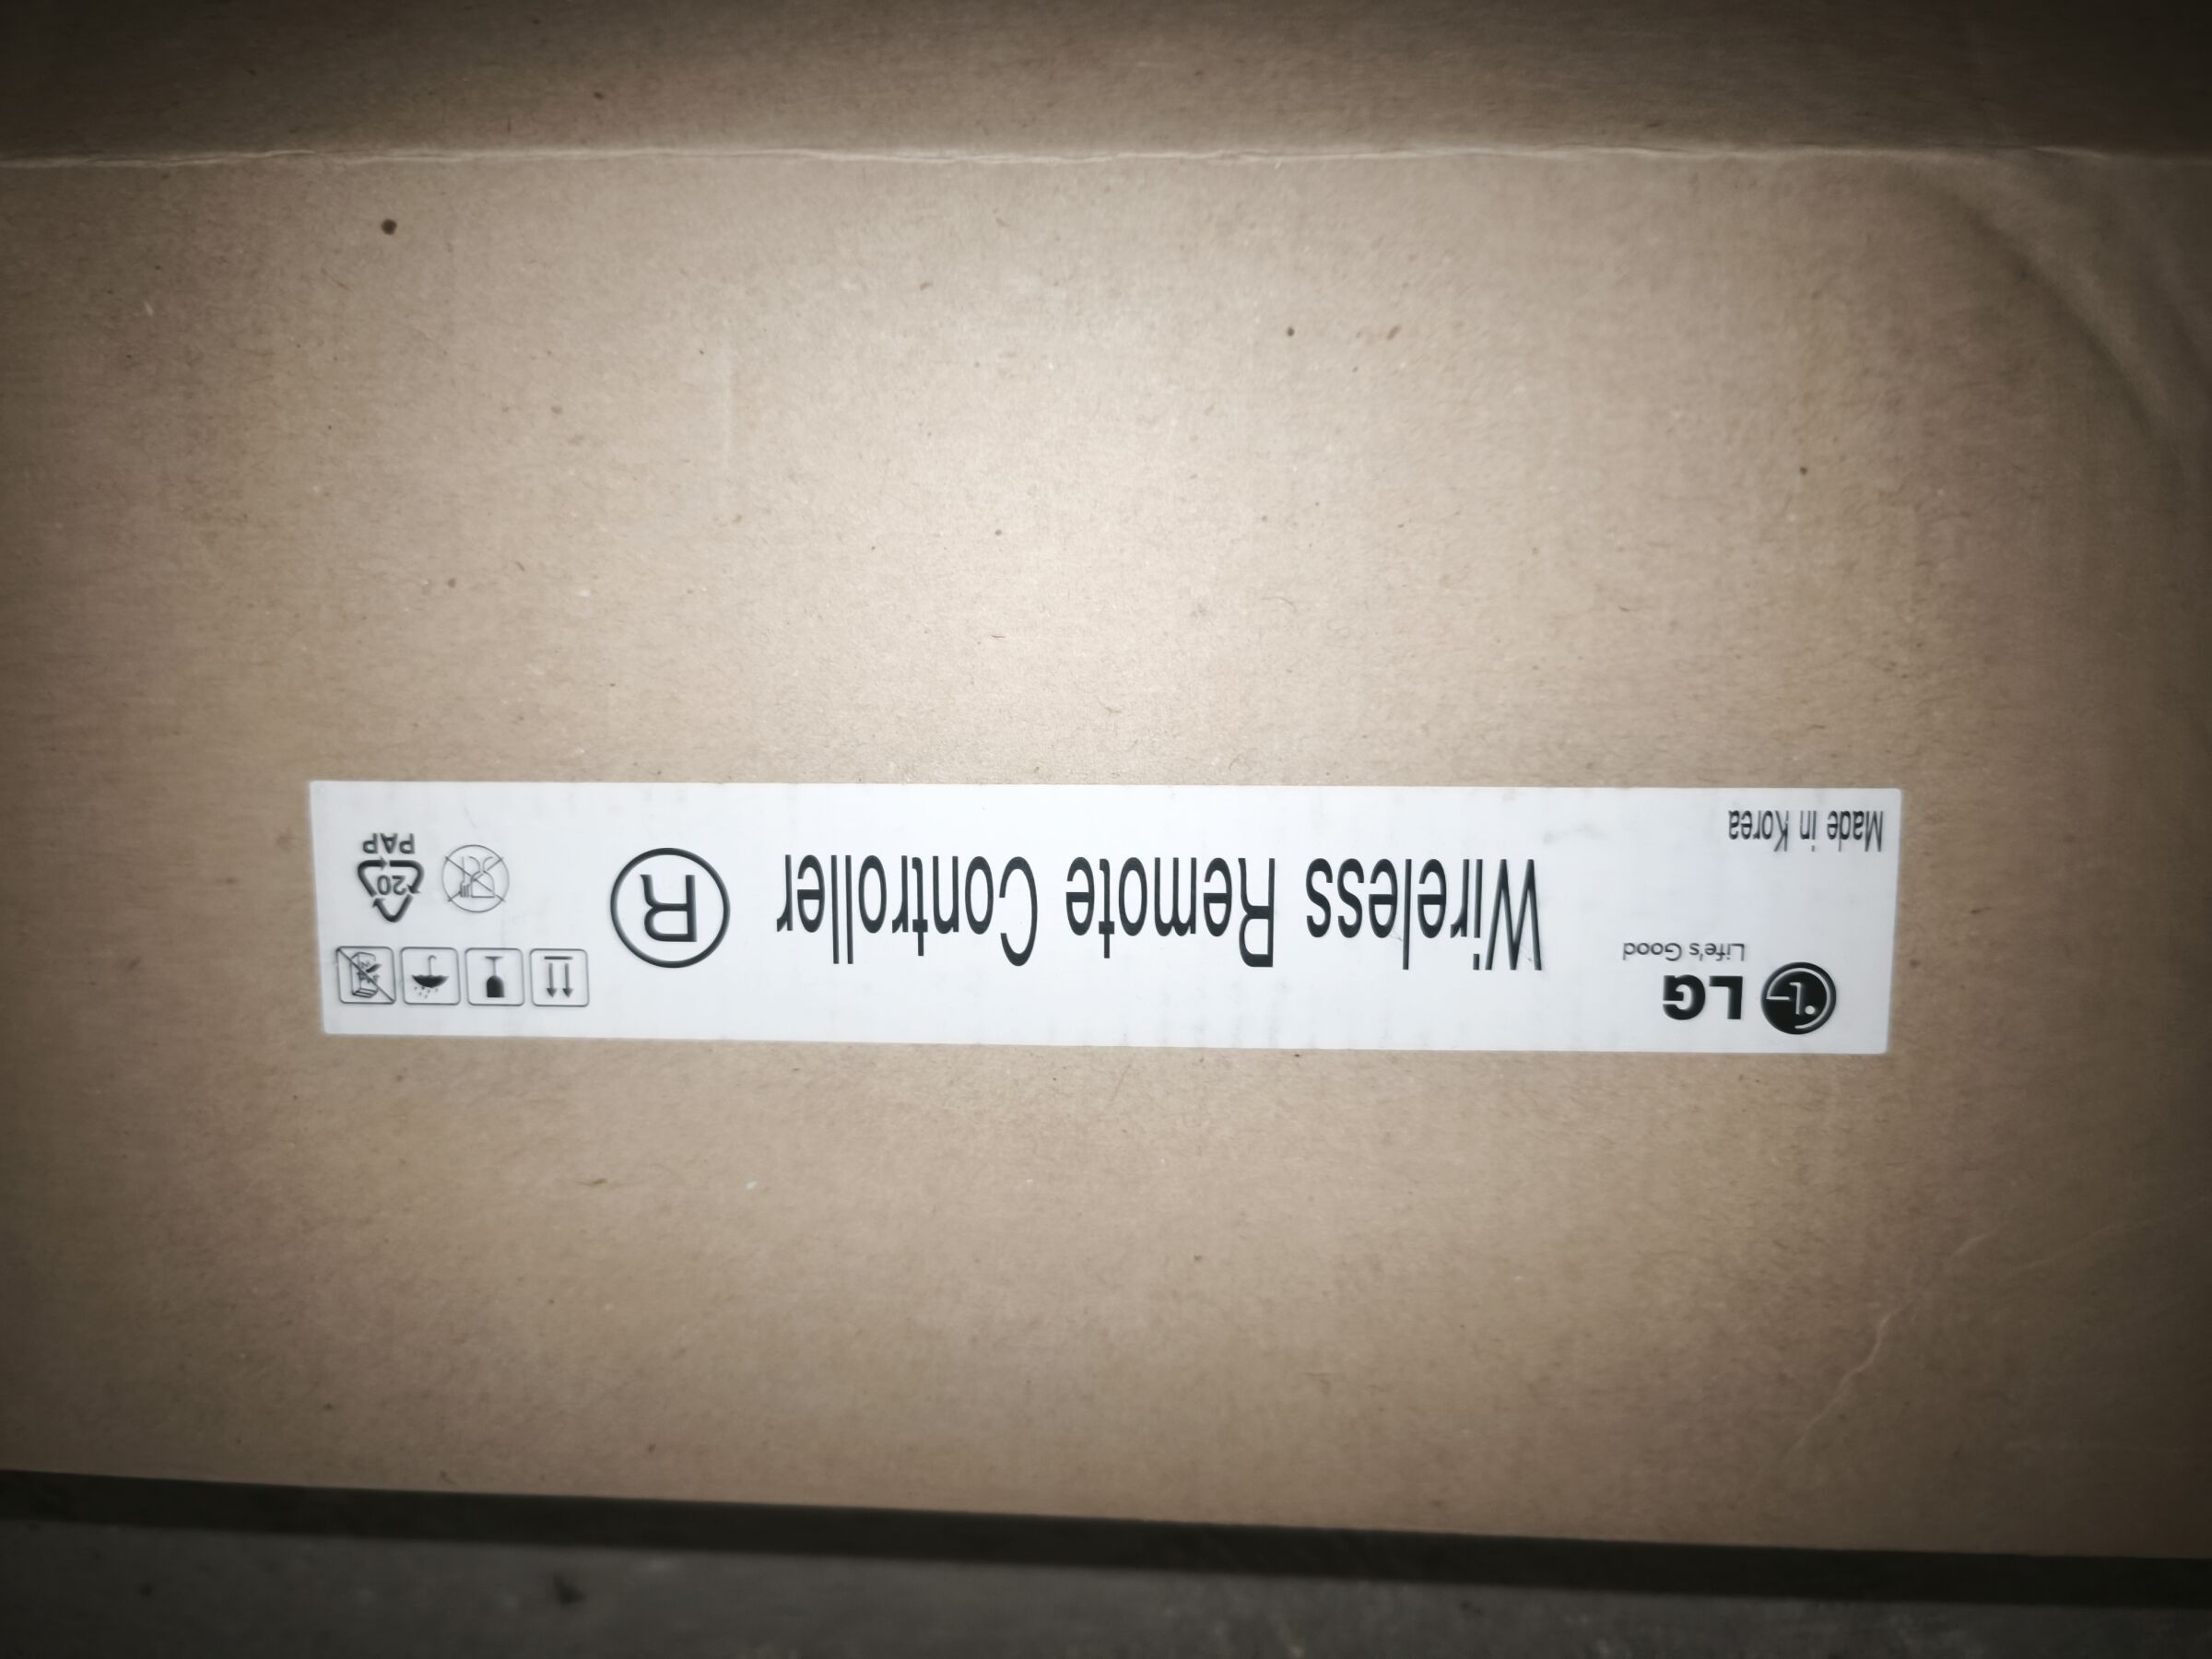 LG
Life's Good
Wireless Remote Controller
R
Made in Korea
20
PAP